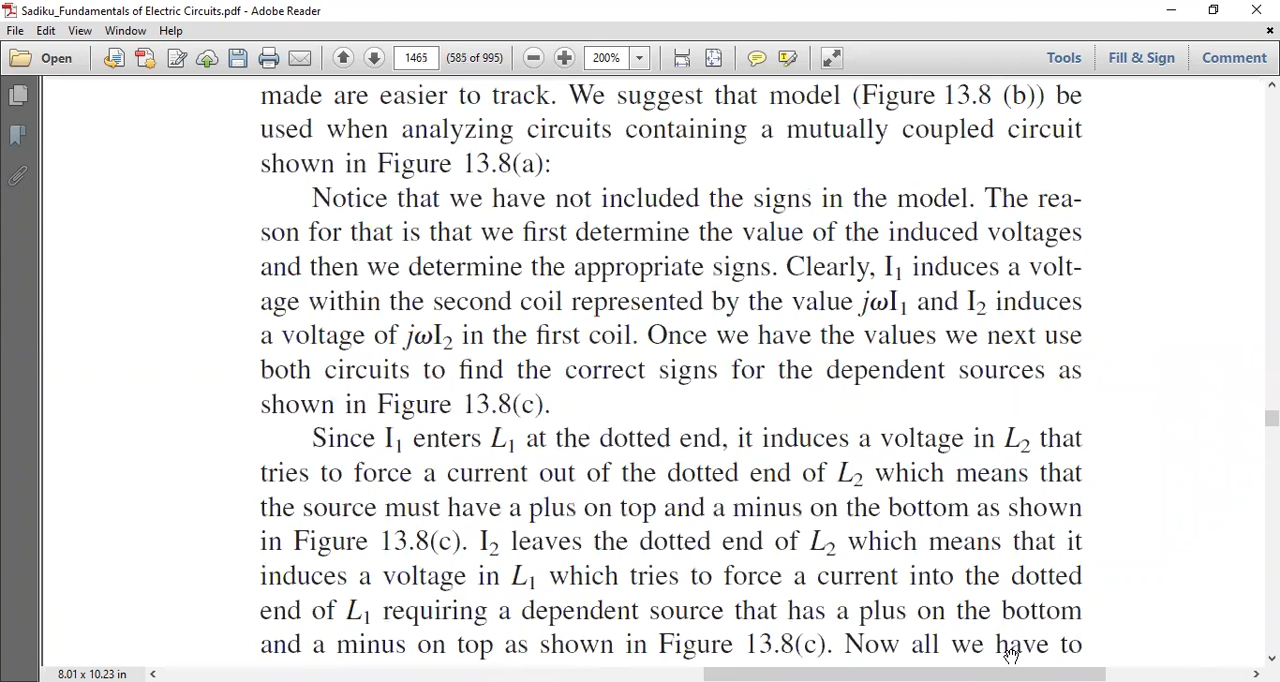 Sadiku_Fundamentals of Electric Circuits.pdf - Adobe Reader
File Edit View Window Help
Open 1465 (585 of 995) 200% Tools Fill & Sign Comment
made are easier to track. We suggest that model (Figure 13.8 (b)) be
used when analyzing circuits containing a mutually coupled circuit
shown in Figure 13.8(a):
Notice that we have not included the signs in the model. The rea-
son for that is that we first determine the value of the induced voltages
and then we determine the appropriate signs. Clearly, I₁ induces a volt-
age within the second coil represented by the value jωI₁ and I₂ induces
a voltage of jωI₂ in the first coil. Once we have the values we next use
both circuits to find the correct signs for the dependent sources as
shown in Figure 13.8(c).
Since I₁ enters L₁ at the dotted end, it induces a voltage in L₂ that
tries to force a current out of the dotted end of L₂ which means that
the source must have a plus on top and a minus on the bottom as shown
in Figure 13.8(c). I₂ leaves the dotted end of L₂ which means that it
induces a voltage in L₁ which tries to force a current into the dotted
end of L₁ requiring a dependent source that has a plus on the bottom
and a minus on top as shown in Figure 13.8(c). Now all we have to
8.01 x 10.23 in